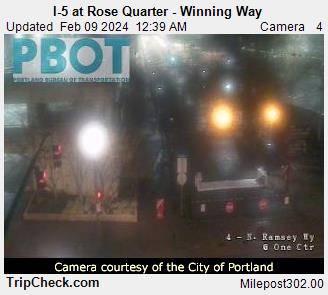 I-5 at Rose Quarter - Winning Way
Updated Feb 09 2024 12:39 AM Camera 4
PBOT
PORTLAND BUREAU OF TRANSPORTATION
4 - N. Ramsey Wy
@ One Ctr
Camera courtesy of the City of Portland
TripCheck.com Milepost302.00